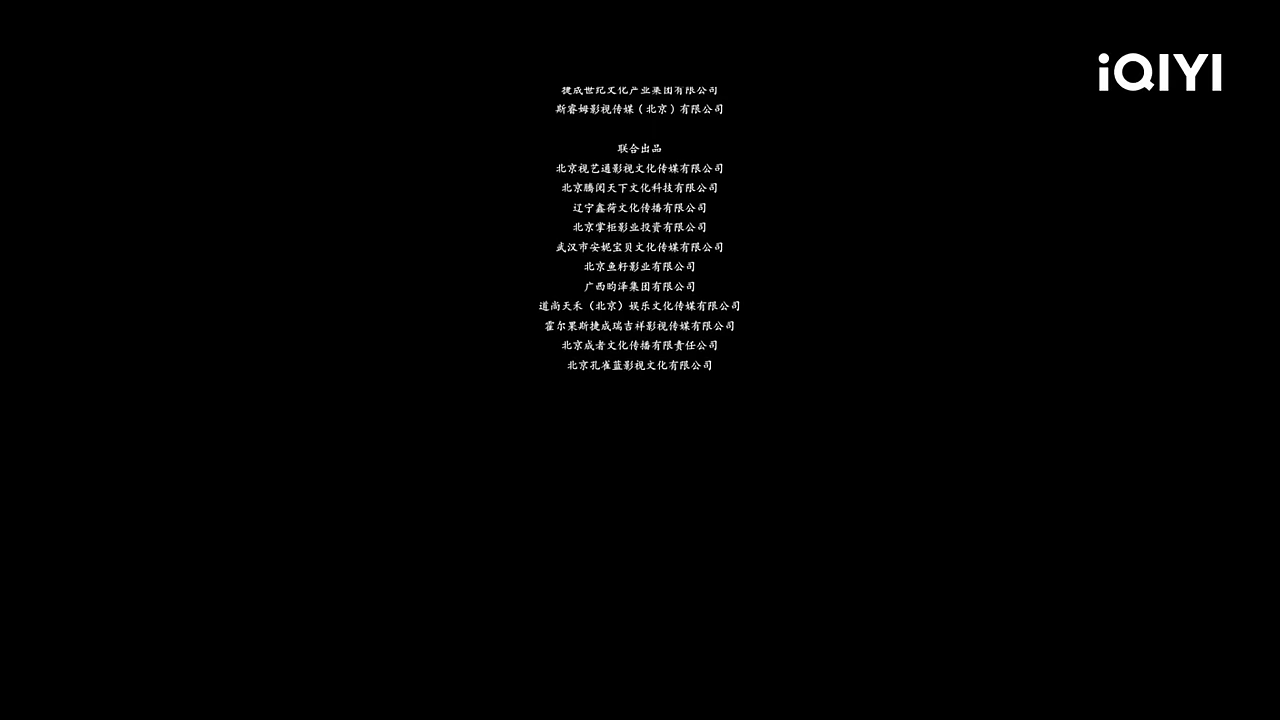 iQIYI
捷成世纪文化产业集团有限公司
斯睿姆影视传媒（北京）有限公司
联合出品
北京视艺通影视文化传媒有限公司
北京腾闵天下文化科技有限公司
辽宁鑫荷文化传播有限公司
北京掌柜影业投资有限公司
武汉市安妮宝贝文化传媒有限公司
北京鱼籽影业有限公司
广西昀泽集团有限公司
道尚天禾（北京）娱乐文化传媒有限公司
霍尔果斯捷成瑞吉祥影视传媒有限公司
北京成者文化传播有限责任公司
北京孔雀蓝影视文化有限公司